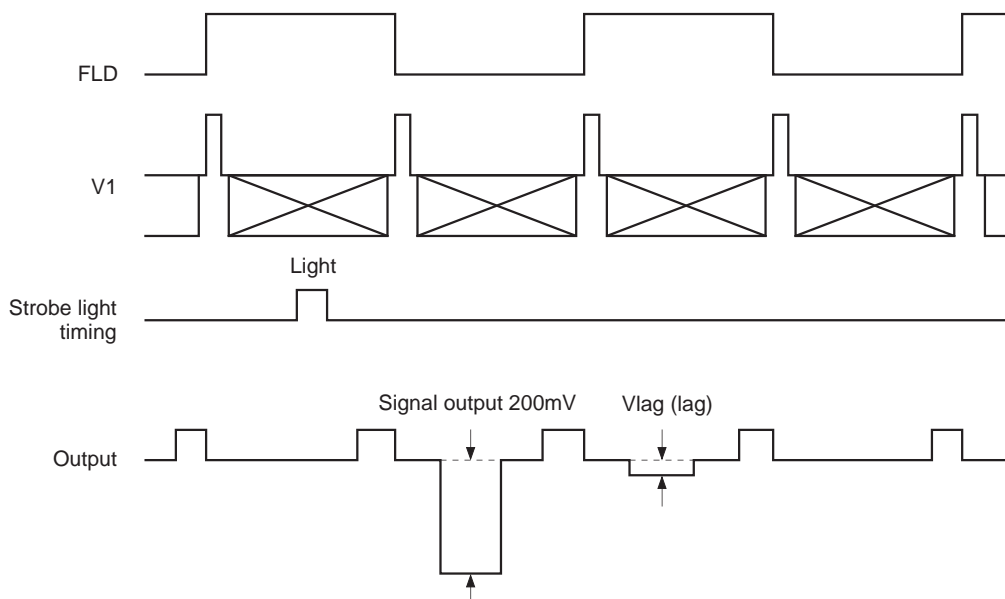 FLD
V1
Light
Strobe light
timing
Signal output 200mV
Vlag (lag)
Output